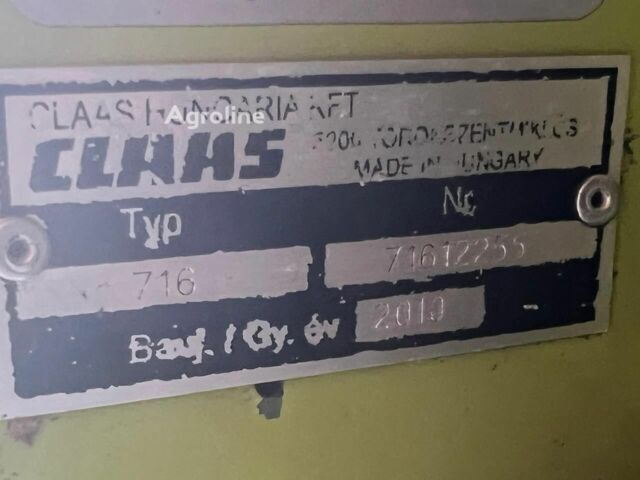 CLAAS HUNGARIA KFT
Agroline
CLAAS
MADE IN HUNGARY
Typ
Nr.
716
71612255
Bauj. / Gy. év
2010